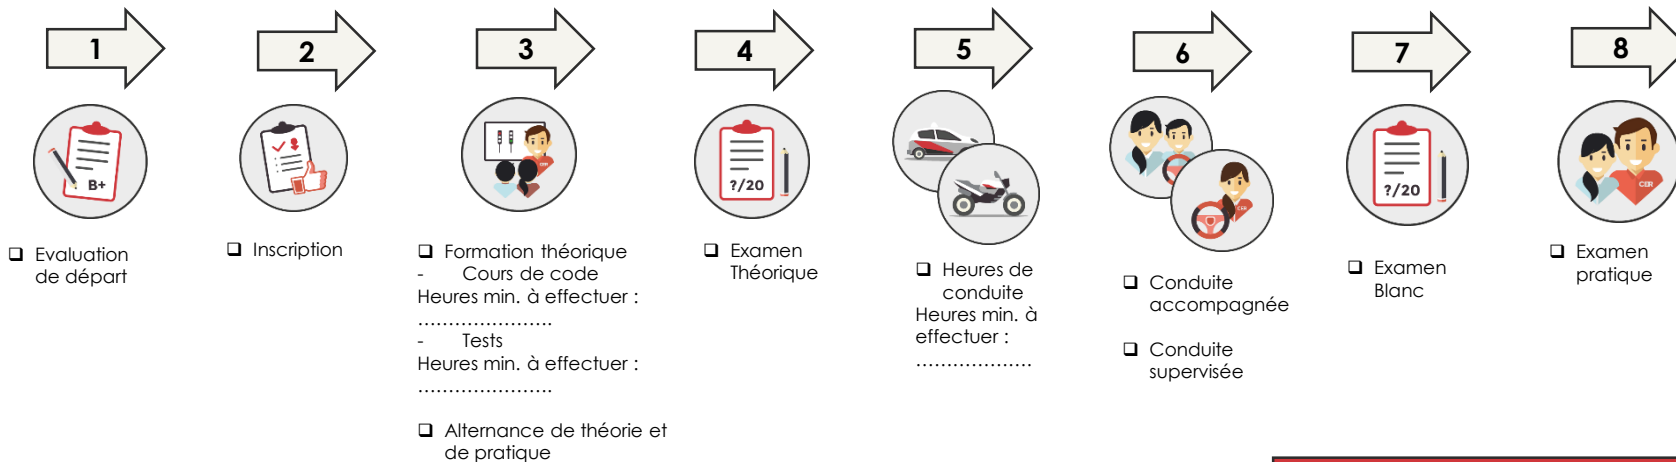 1
2
3
4
5
6
7
8
B+
?/20
CER
?/20
CER
Evaluation
de départ
Inscription
Formation théorique
- Cours de code
Heures min. à effectuer :
......................
- Tests
Heures min. à effectuer :
......................
Alternance de théorie et
de pratique
Examen
Théorique
Heures de
conduite
Heures min. à
effectuer :
...................
Conduite
accompagnée
Conduite
supervisée
Examen
Blanc
Examen
pratique